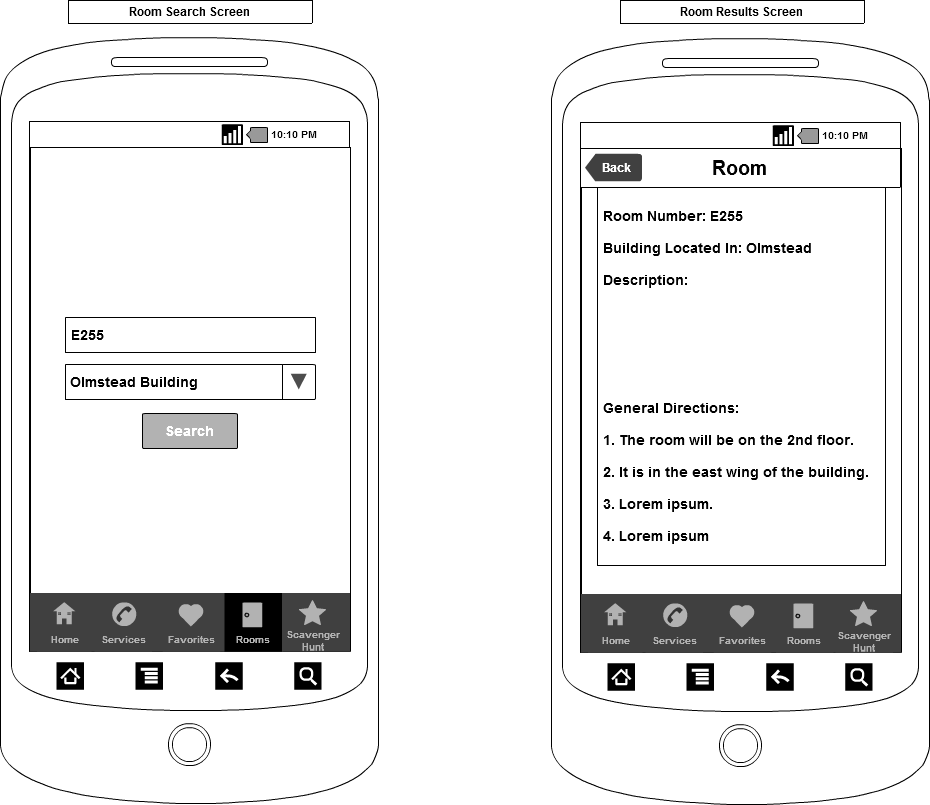 Room Search Screen
10:10 PM
E255
Olmstead Building
Search
Home
Services
Favorites
Rooms
Scavenger
Hunt
Room Results Screen
10:10 PM
Back
Room
Room Number: E255
Building Located In: Olmstead
Description:
General Directions:
1. The room will be on the 2nd floor.
2. It is in the east wing of the building.
3. Lorem ipsum.
4. Lorem ipsum
Home
Services
Favorites
Rooms
Scavenger
Hunt